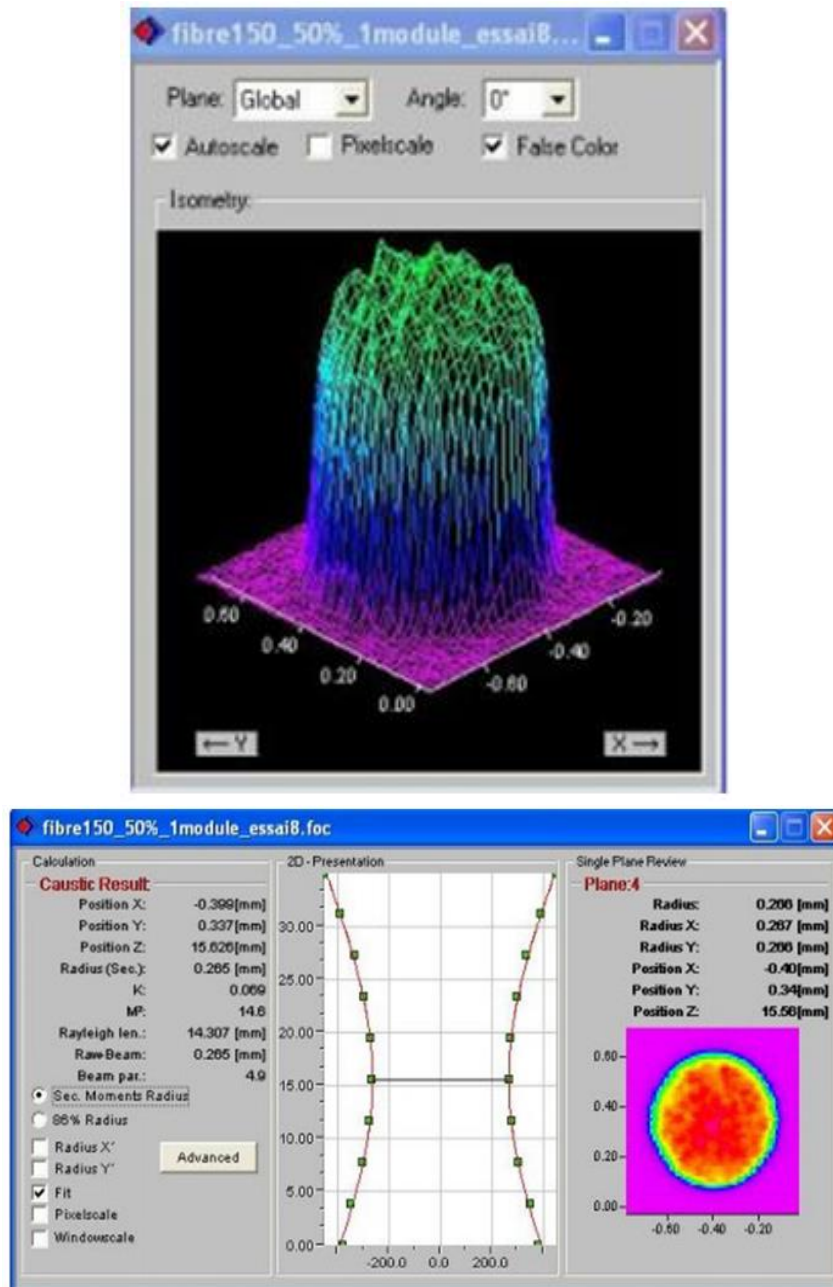 fibre150_50%_1module_essai8...
Plane: Global Angle: 0°
Autoscale Pixelscale False Color
Isometry:
0.60
0.40
0.20
0.00
-0.20
-0.40
-0.60
← Y
X →
fibre150_50%_1module_essai8.foc
Calculation
Caustic Result:
Position X: -0.399[mm]
Position Y: 0.337[mm]
Position Z: 15.626[mm]
Radius (Sec.): 0.265 [mm]
K: 0.069
M²: 14.6
Rayleigh len.: 14.307 [mm]
Raw-Beam: 0.265 [mm]
Beam par.: 4.9
Sec. Moments Radius
86% Radius
Radius X'
Radius Y'
Fit
Pixelscale
Windowscale
Advanced
2D - Presentation
30.00
25.00
20.00
15.00
10.00
5.00
0.00
-200.0 0.0 200.0
Single Plane Review
Plane:4
Radius: 0.266 [mm]
Radius X: 0.267 [mm]
Radius Y: 0.266 [mm]
Position X: -0.40[mm]
Position Y: 0.34[mm]
Position Z: 15.56[mm]
0.60
0.40
0.20
0.00
-0.60 -0.40 -0.20